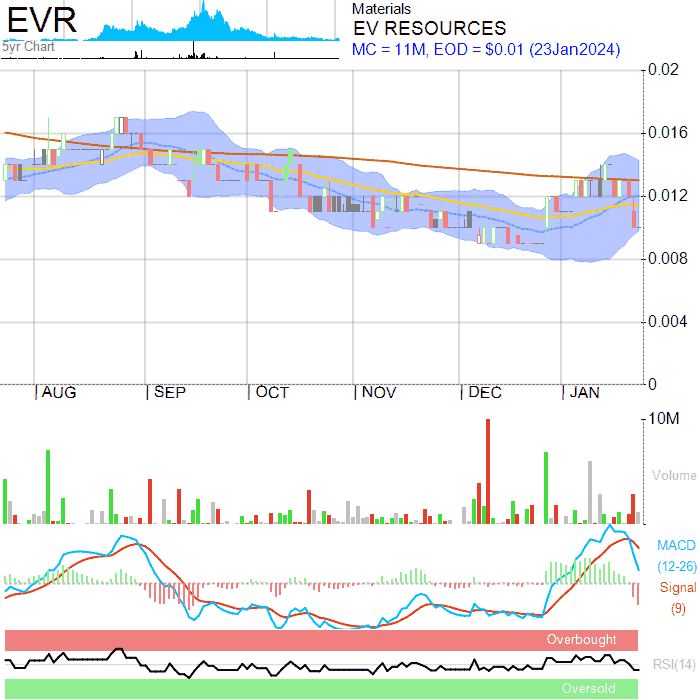 EVR
5yr Chart
Materials
EV RESOURCES
MC = 11M, EOD = $0.01 (23Jan2024)
0.02
0.016
0.012
0.008
0.004
0
AUG SEP OCT NOV DEC JAN
10M
Volume
MACD
(12-26)
Signal
(9)
Overbought
RSI(14)
Oversold